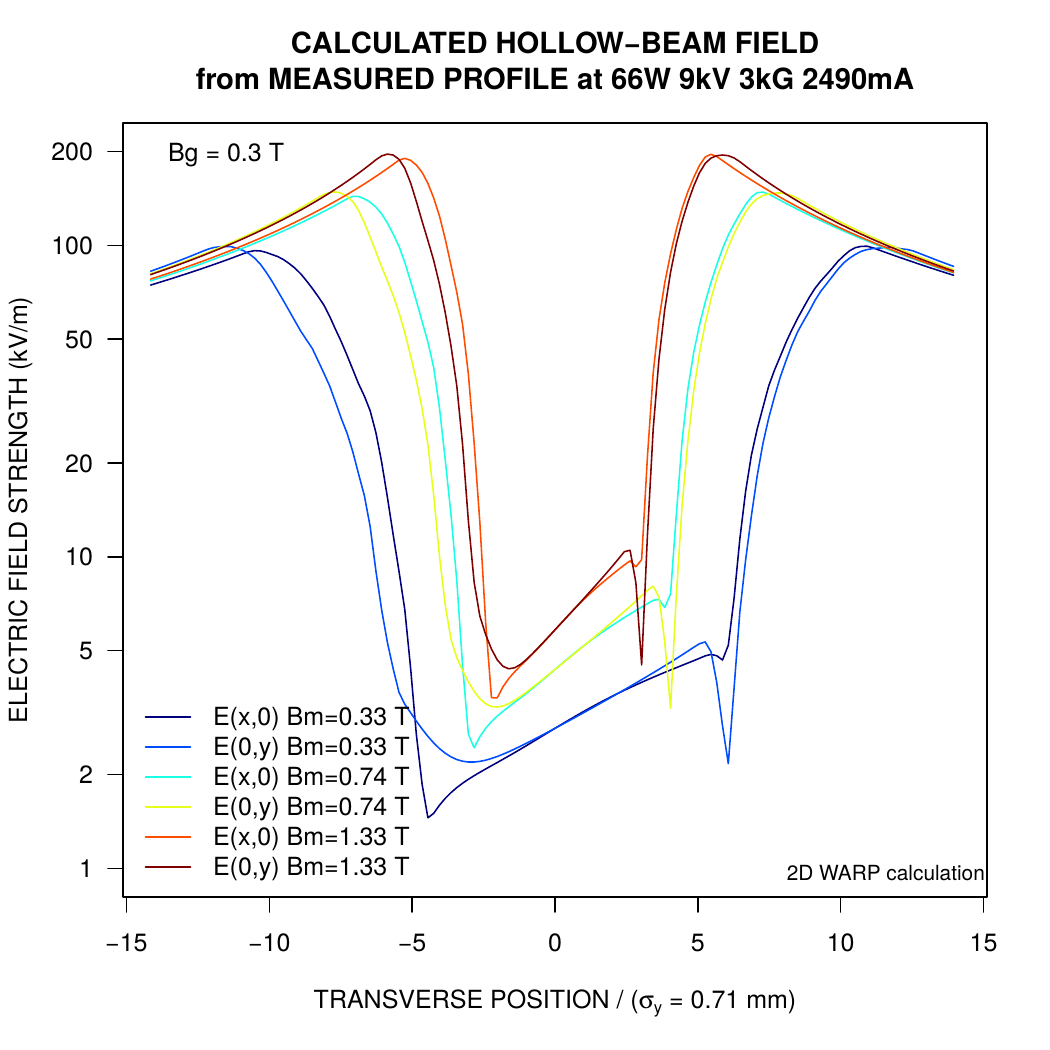 CALCULATED HOLLOW−BEAM FIELD
from MEASURED PROFILE at 66W 9kV 3kG 2490mA
Bg = 0.3 T
ELECTRIC FIELD STRENGTH (kV/m)
200
100
50
20
10
5
2
1
E(x,0) Bm=0.33 T
E(0,y) Bm=0.33 T
E(x,0) Bm=0.74 T
E(0,y) Bm=0.74 T
E(x,0) Bm=1.33 T
E(0,y) Bm=1.33 T
2D WARP calculation
−15 −10 −5 0 5 10 15
TRANSVERSE POSITION / (σy = 0.71 mm)